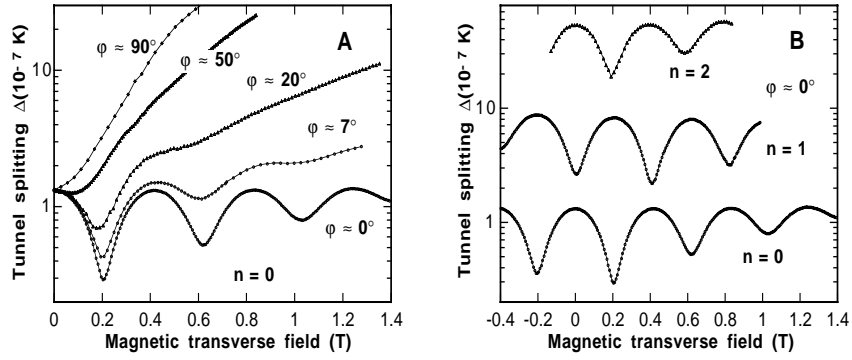 A
φ ≈ 90°
φ ≈ 50°
φ ≈ 20°
φ ≈ 7°
φ ≈ 0°
n = 0
Tunnel splitting Δ(10⁻⁷ K)
10
1
0 0.2 0.4 0.6 0.8 1 1.2 1.4
Magnetic transverse field (T)
B
n = 2
φ ≈ 0°
n = 1
n = 0
Tunnel splitting Δ(10⁻⁷ K)
10
1
-0.4 -0.2 0 0.2 0.4 0.6 0.8 1 1.2 1.4
Magnetic transverse field (T)